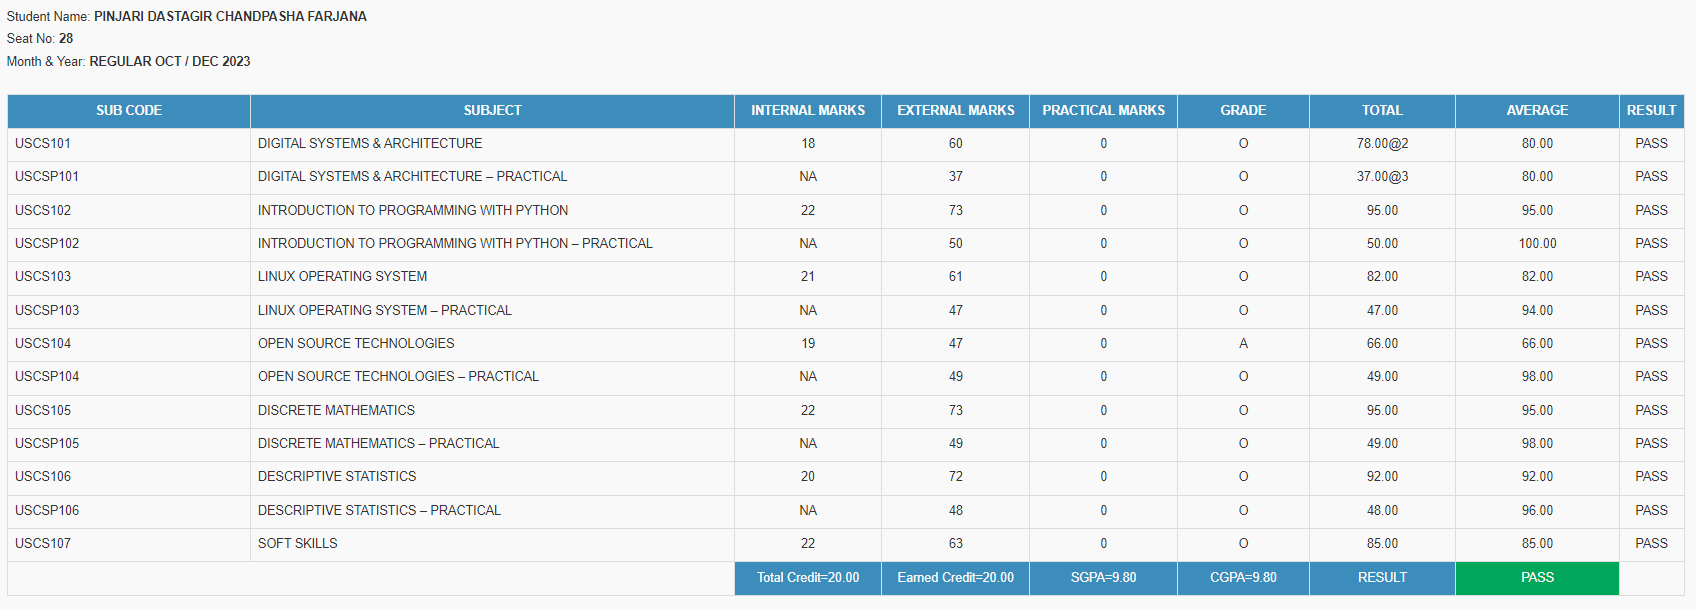 Student Name: PINJARI DASTAGIR CHANDPASHA FARJANA
Seat No: 28
Month & Year: REGULAR OCT / DEC 2023
SUB CODE SUBJECT INTERNAL MARKS EXTERNAL MARKS PRACTICAL MARKS GRADE TOTAL AVERAGE RESULT
USCS101 DIGITAL SYSTEMS & ARCHITECTURE 18 60 0 O 78.00@2 80.00 PASS
USCSP101 DIGITAL SYSTEMS & ARCHITECTURE – PRACTICAL NA 37 0 O 37.00@3 80.00 PASS
USCS102 INTRODUCTION TO PROGRAMMING WITH PYTHON 22 73 0 O 95.00 95.00 PASS
USCSP102 INTRODUCTION TO PROGRAMMING WITH PYTHON – PRACTICAL NA 50 0 O 50.00 100.00 PASS
USCS103 LINUX OPERATING SYSTEM 21 61 0 O 82.00 82.00 PASS
USCSP103 LINUX OPERATING SYSTEM – PRACTICAL NA 47 0 O 47.00 94.00 PASS
USCS104 OPEN SOURCE TECHNOLOGIES 19 47 0 A 66.00 66.00 PASS
USCSP104 OPEN SOURCE TECHNOLOGIES – PRACTICAL NA 49 0 O 49.00 98.00 PASS
USCS105 DISCRETE MATHEMATICS 22 73 0 O 95.00 95.00 PASS
USCSP105 DISCRETE MATHEMATICS – PRACTICAL NA 49 0 O 49.00 98.00 PASS
USCS106 DESCRIPTIVE STATISTICS 20 72 0 O 92.00 92.00 PASS
USCSP106 DESCRIPTIVE STATISTICS – PRACTICAL NA 48 0 O 48.00 96.00 PASS
USCS107 SOFT SKILLS 22 63 0 O 85.00 85.00 PASS
Total Credit=20.00 Earned Credit=20.00 SGPA=9.80 CGPA=9.80 RESULT PASS